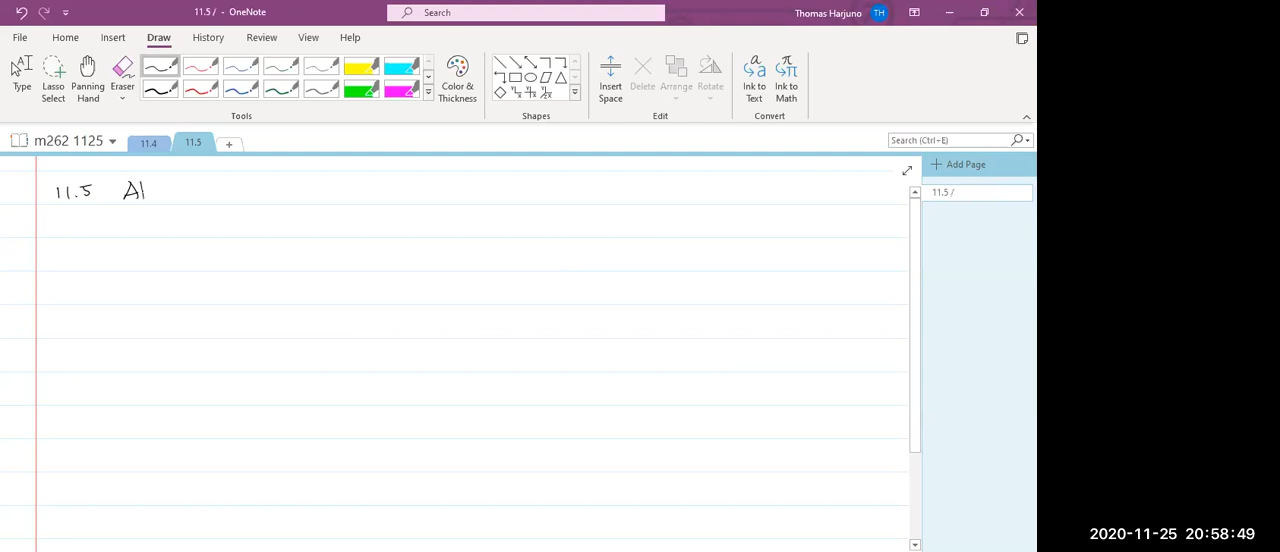 11.5 / - OneNote
Search
Thomas Harjuno
TH
File Home Insert Draw History Review View Help
Type
Lasso Select
Panning Hand
Eraser
Color & Thickness
Insert Space
Delete
Arrange
Rotate
Ink to Text
Ink to Math
Tools
Shapes
Edit
Convert
m262 1125
11.4
11.5
Search (Ctrl+E)
Add Page
11.5 /
11.5 Al
2020-11-25 20:58:49